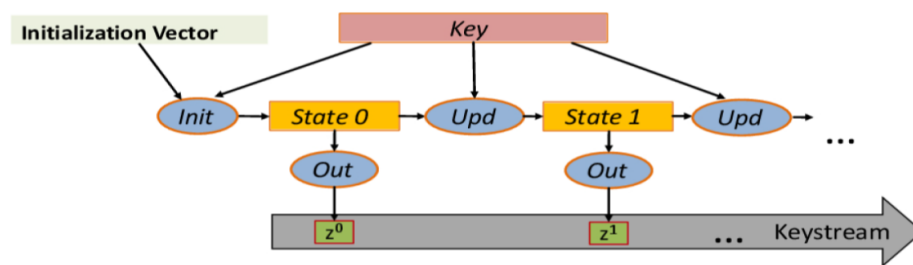 Initialization Vector
Key
Init
State 0
Upd
State 1
Upd
...
Out
Out
z⁰
z¹
...
Keystream